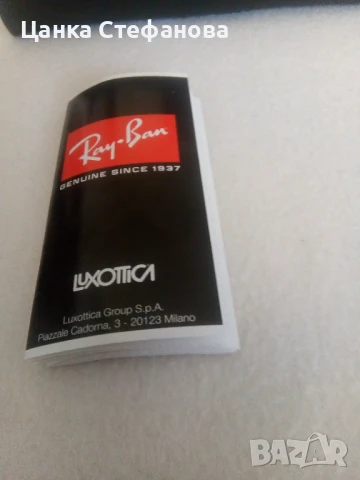 Цанка Стефанова
Ray-Ban
GENUINE SINCE 1937
LUXOTTICA
Luxottica Group S.p.A.
Piazzale Cadorna, 3 - 20123 Milano
BAZAR